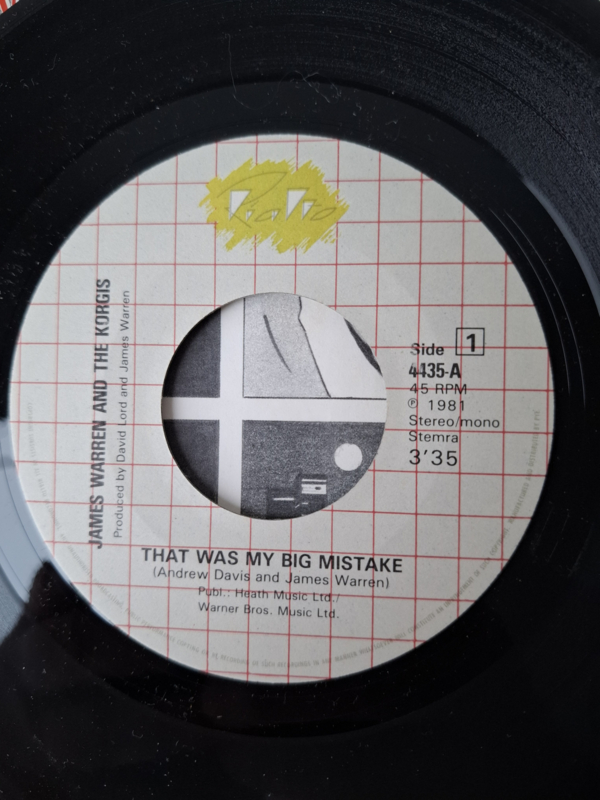 Rialto
JAMES WARREN AND THE KORGIS
Produced by David Lord and James Warren
Side 1
4435-A
45 RPM
℗ 1981
Stereo/mono
Stemra
3'35
THAT WAS MY BIG MISTAKE
(Andrew Davis and James Warren)
Publ.: Heath Music Ltd./
Warner Bros. Music Ltd.